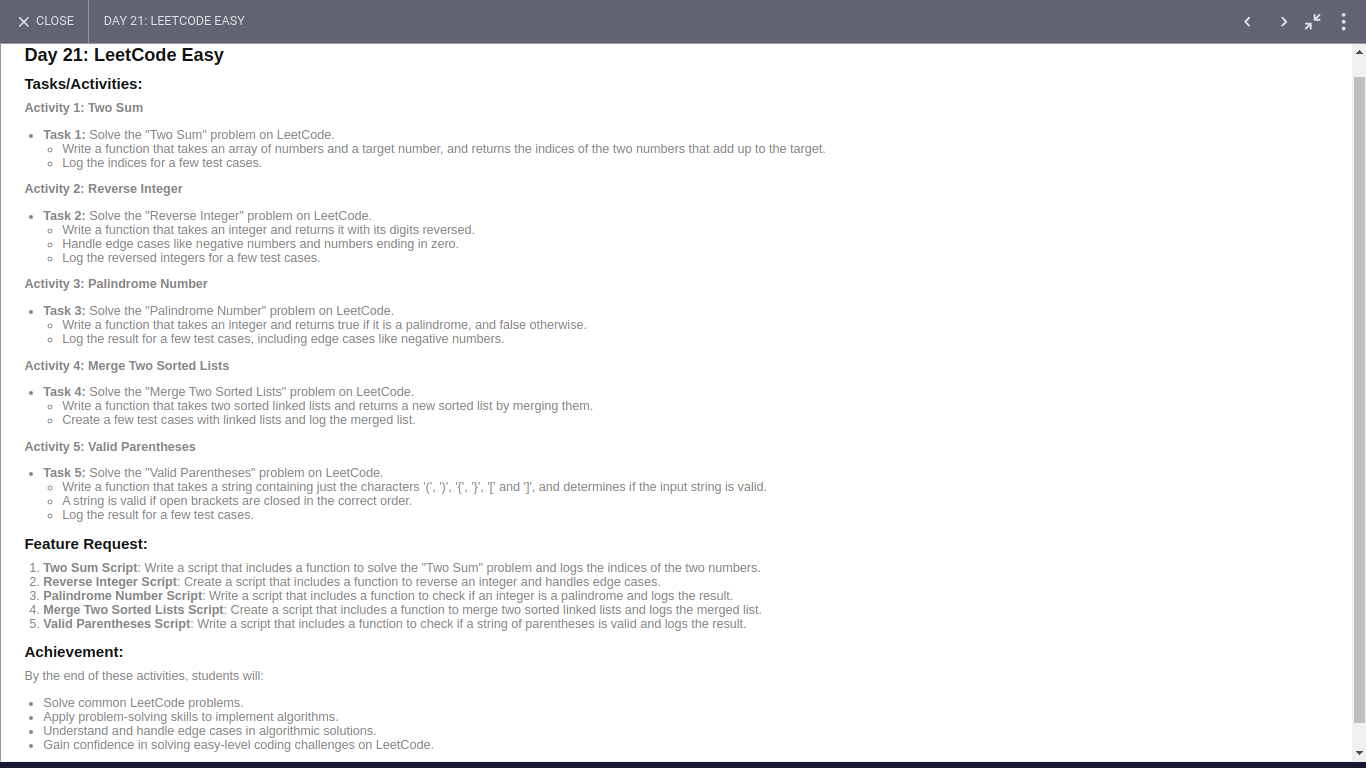 CLOSE DAY 21: LEETCODE EASY
Day 21: LeetCode Easy
Tasks/Activities:
Activity 1: Two Sum
Task 1: Solve the "Two Sum" problem on LeetCode.
Write a function that takes an array of numbers and a target number, and returns the indices of the two numbers that add up to the target.
Log the indices for a few test cases.
Activity 2: Reverse Integer
Task 2: Solve the "Reverse Integer" problem on LeetCode.
Write a function that takes an integer and returns it with its digits reversed.
Handle edge cases like negative numbers and numbers ending in zero.
Log the reversed integers for a few test cases.
Activity 3: Palindrome Number
Task 3: Solve the "Palindrome Number" problem on LeetCode.
Write a function that takes an integer and returns true if it is a palindrome, and false otherwise.
Log the result for a few test cases, including edge cases like negative numbers.
Activity 4: Merge Two Sorted Lists
Task 4: Solve the "Merge Two Sorted Lists" problem on LeetCode.
Write a function that takes two sorted linked lists and returns a new sorted list by merging them.
Create a few test cases with linked lists and log the merged list.
Activity 5: Valid Parentheses
Task 5: Solve the "Valid Parentheses" problem on LeetCode.
Write a function that takes a string containing just the characters '(', ')', '{', '}', '[' and ']', and determines if the input string is valid.
A string is valid if open brackets are closed in the correct order.
Log the result for a few test cases.
Feature Request:
1. Two Sum Script: Write a script that includes a function to solve the "Two Sum" problem and logs the indices of the two numbers.
2. Reverse Integer Script: Create a script that includes a function to reverse an integer and handles edge cases.
3. Palindrome Number Script: Write a script that includes a function to check if an integer is a palindrome and logs the result.
4. Merge Two Sorted Lists Script: Create a script that includes a function to merge two sorted linked lists and logs the merged list.
5. Valid Parentheses Script: Write a script that includes a function to check if a string of parentheses is valid and logs the result.
Achievement:
By the end of these activities, students will:
Solve common LeetCode problems.
Apply problem-solving skills to implement algorithms.
Understand and handle edge cases in algorithmic solutions.
Gain confidence in solving easy-level coding challenges on LeetCode.